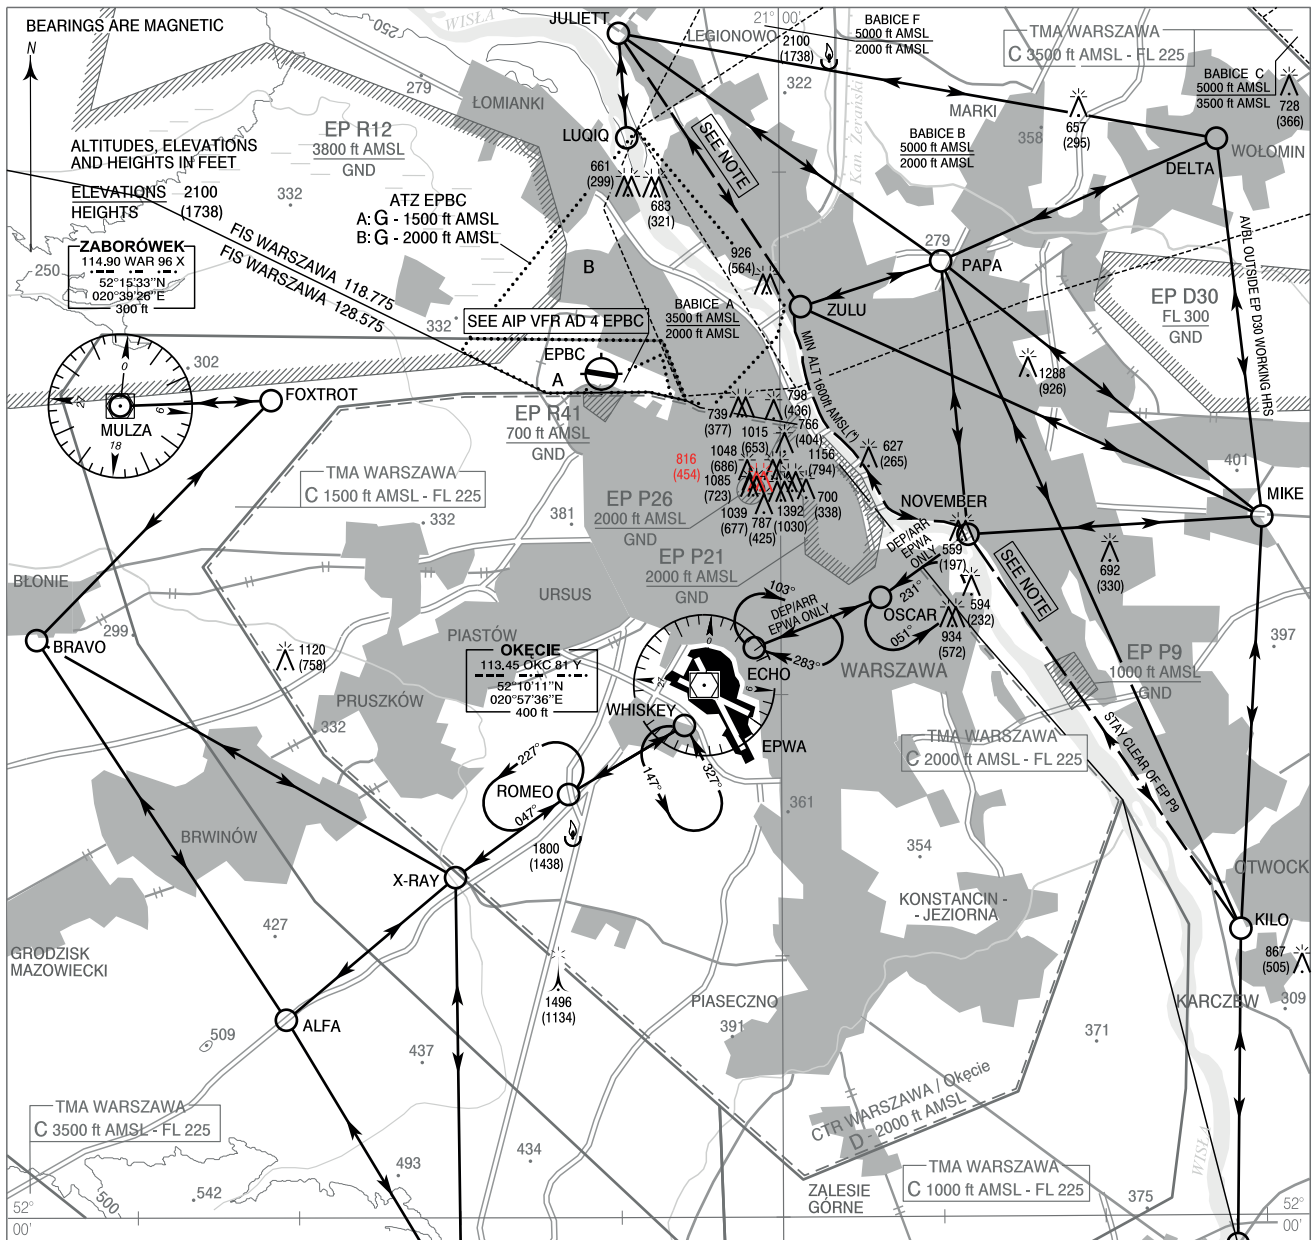 BEARINGS ARE MAGNETIC
N
ALTITUDES, ELEVATIONS
AND HEIGHTS IN FEET
ELEVATIONS 2100
HEIGHTS (1738)
ZABORÓWEK
114.90 WAR 96 X
52°15'33''N
020°39'26''E
300 ft
250
250
279
332
EP R12
3800 ft AMSL
GND
ATZ EPBC
A: G - 1500 ft AMSL
B: G - 2000 ft AMSL
FIS WARSZAWA 118.775
FIS WARSZAWA 128.575
332
302
0
9
18
27
MULZA
FOXTROT
WISŁA
JULIETT
LEGIONOWO
ŁOMIANKI
LUQIQ
661
(299)
683
(321)
SEE NOTE
21° 00'
2100
(1738)
322
BABICE F
5000 ft AMSL
2000 ft AMSL
TMA WARSZAWA
C 3500 ft AMSL - FL 225
BABICE C
5000 ft AMSL
3500 ft AMSL
728
(366)
MARKI
358
657
(295)
BABICE B
5000 ft AMSL
2000 ft AMSL
Kan. Żerański
WOŁOMIN
DELTA
AVBL OUTSIDE EP D30 WORKING HRS
279
PAPA
926
(564)
ZULU
EP D30
FL 300
GND
B
BABICE A
3500 ft AMSL
2000 ft AMSL
SEE AIP VFR AD 4 EPBC
EPBC
A
MIN ALT 1600ft AMSL(*)
1288
(926)
EP R41
700 ft AMSL
GND
739
(377)
798
(436)
766
(404)
1015
(653)
1048
(686)
1156
(794)
816
(454)
1085
(723)
1039
(677)
787
(425)
1392
(1030)
700
(338)
627
(265)
401
MIKE
TMA WARSZAWA
C 1500 ft AMSL - FL 225
332
381
EP P26
2000 ft AMSL
GND
EP P21
2000 ft AMSL
GND
NOVEMBER
DEP/ARR
EPWA
ONLY
559
(197)
SEE NOTE
692
(330)
594
(232)
BŁONIE
299
BRAVO
URSUS
PIASTÓW
1120
(758)
PRUSZKÓW
332
OKĘCIE
113.45 OKC 81 Y
52°10'11''N
020°57'36''E
400 ft
103°
DEP/ARR
EPWA ONLY
283°
ECHO
231°
OSCAR
051°
934
(572)
WARSZAWA
397
EP P9
1000 ft AMSL
GND
0
9
27
WHISKEY
EPWA
TMA WARSZAWA
C 2000 ft AMSL - FL 225
STAY CLEAR OF EP P9
227°
ROMEO
047°
147°
327°
1800
(1438)
361
354
BRWINÓW
X-RAY
427
GRODZISK
MAZOWIECKI
KONSTANCIN -
- JEZIORNA
OTWOCK
KILO
867
(505)
309
KARCZEW
1496
(1134)
PIASECZNO
391
371
ALFA
509
437
CTR WARSZAWA / Okęcie
D - 2000 ft AMSL
TMA WARSZAWA
C 3500 ft AMSL - FL 225
434
493
542
500
TMA WARSZAWA
C 1000 ft AMSL - FL 225
WISŁA
ZALESIE
GÓRNE
375
52°
00'
52°
00'